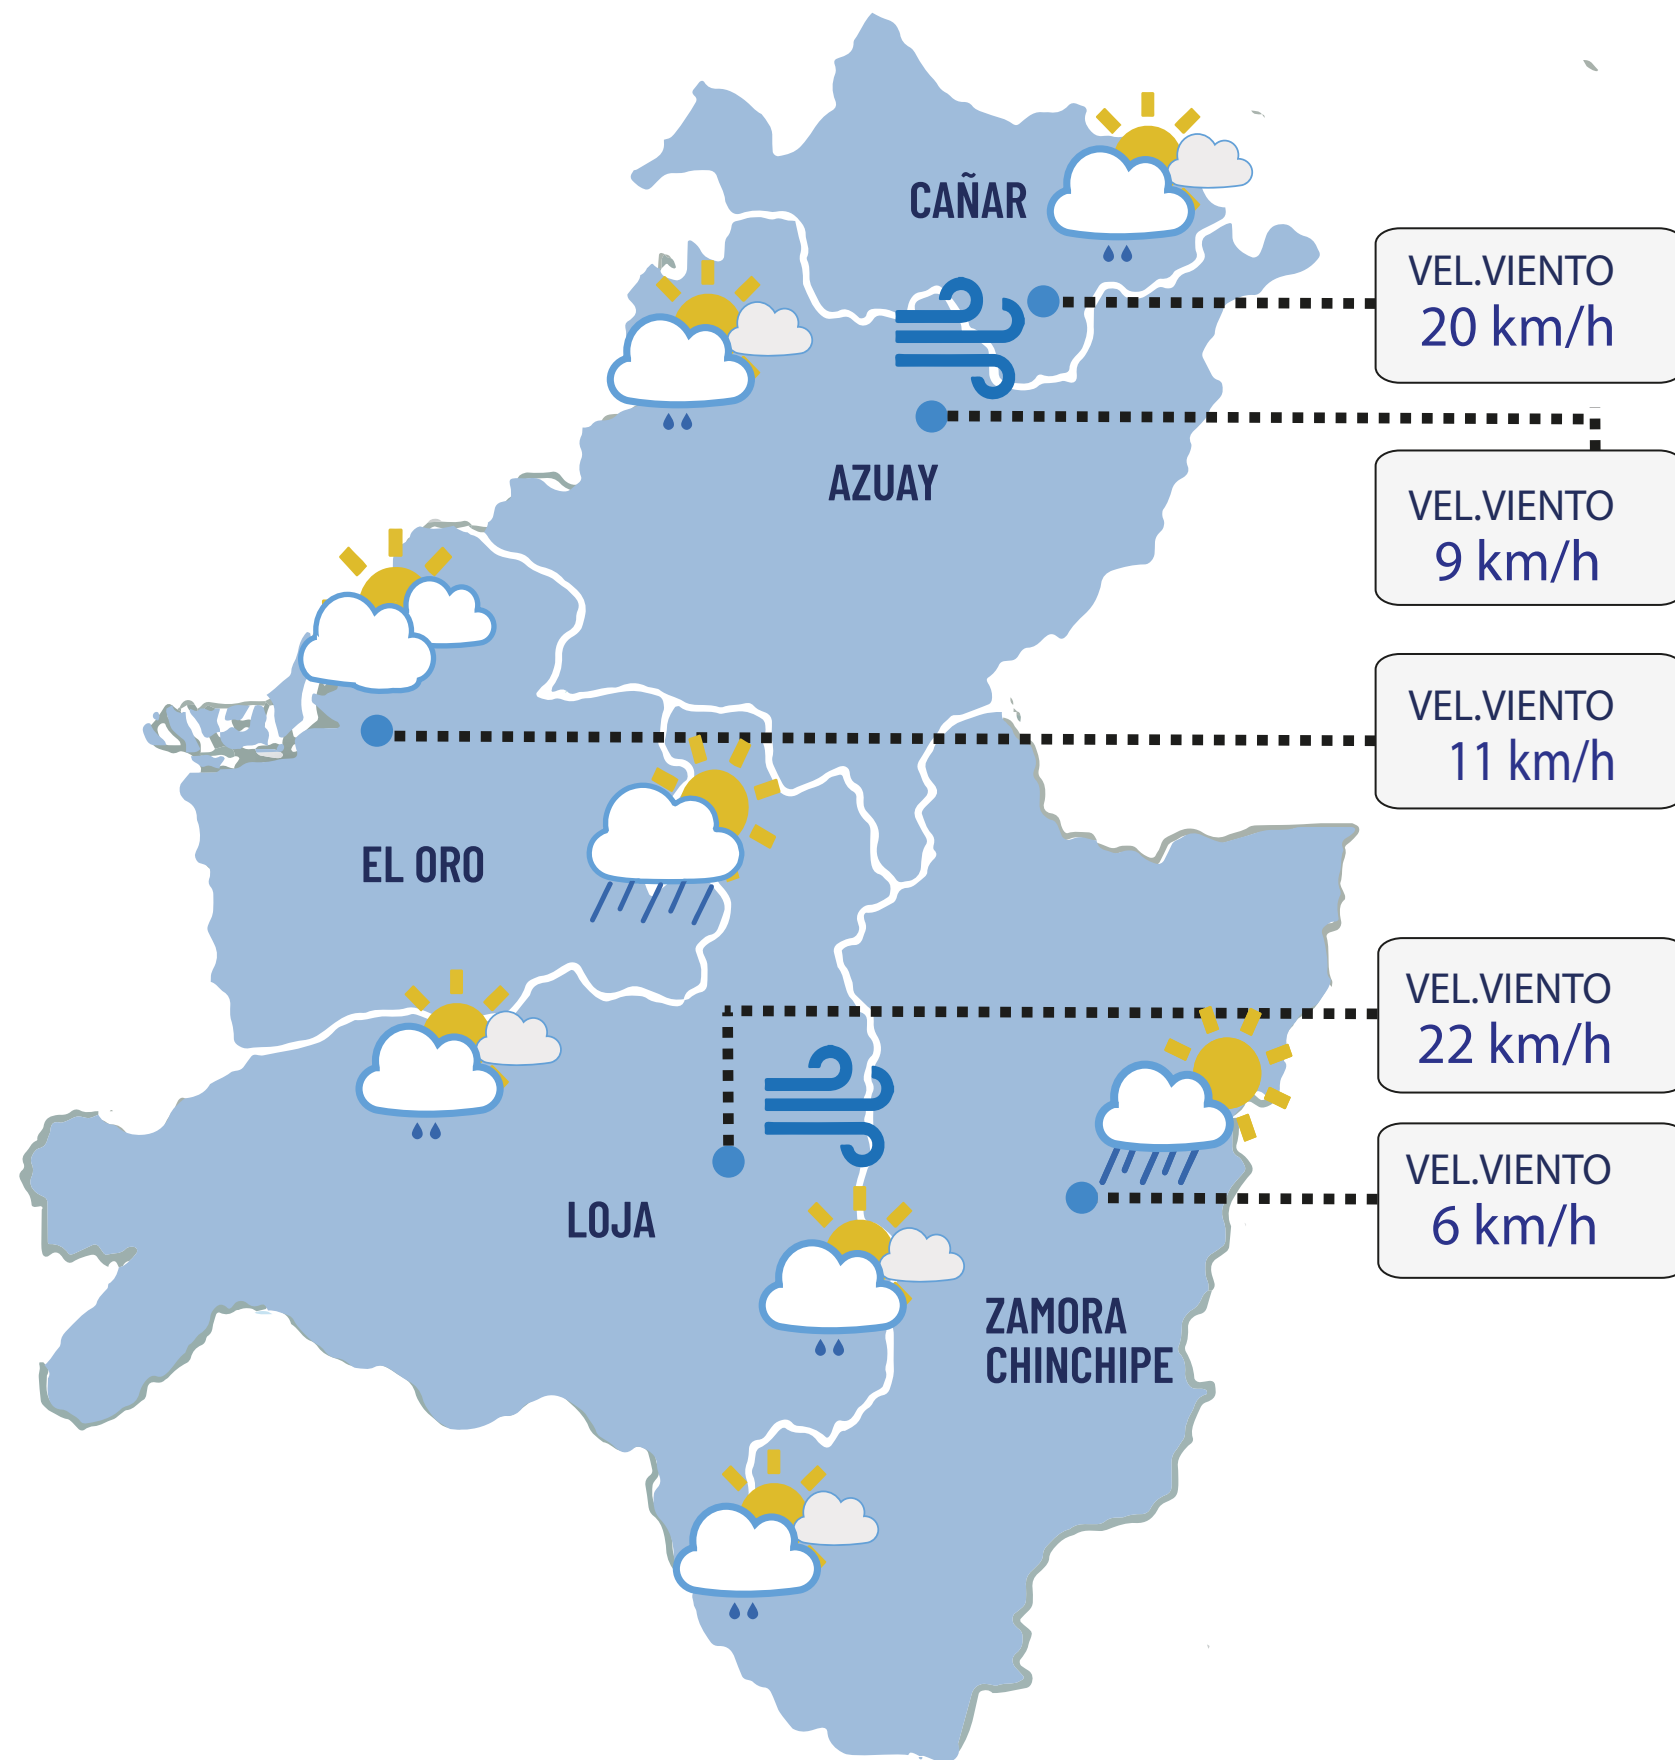 CAÑAR
VEL.VIENTO
20 km/h
AZUAY
VEL.VIENTO
9 km/h
VEL.VIENTO
11 km/h
EL ORO
VEL.VIENTO
22 km/h
VEL.VIENTO
6 km/h
LOJA
ZAMORA
CHINCHIPE